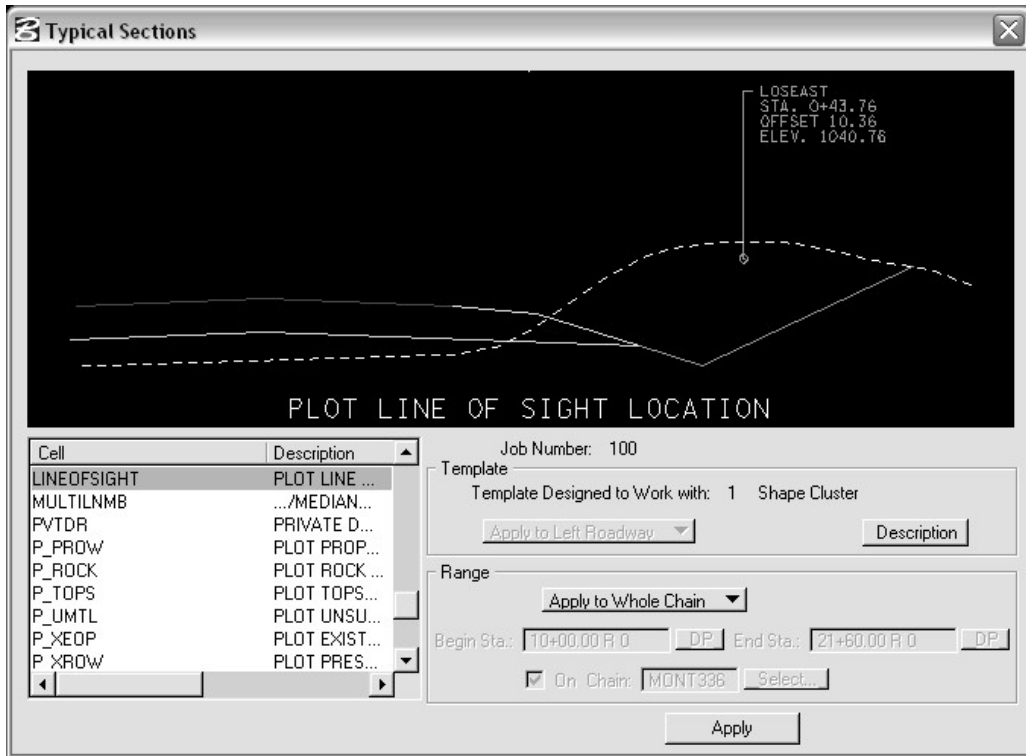 Typical Sections
LOSEAST
STA. 0+43.76
OFFSET 10.36
ELEV. 1040.76
PLOT LINE OF SIGHT LOCATION
Cell Description
LINEOFSIGHT PLOT LINE ...
MULTILNMB .../MEDIAN...
PVTDR PRIVATE D...
P_PROW PLOT PROP...
P_ROCK PLOT ROCK ...
P_TOPS PLOT TOPS...
P_UMTL PLOT UNSU...
P_XEOP PLOT EXIST...
P_XROW PLOT PRES...
Job Number: 100
Template
Template Designed to Work with: 1 Shape Cluster
Apply to Left Roadway
Description
Range
Apply to Whole Chain
Begin Sta.: 10+00.00 R 0 DP End Sta.: 21+60.00 R 0 DP
On Chain: MONT336 Select...
Apply